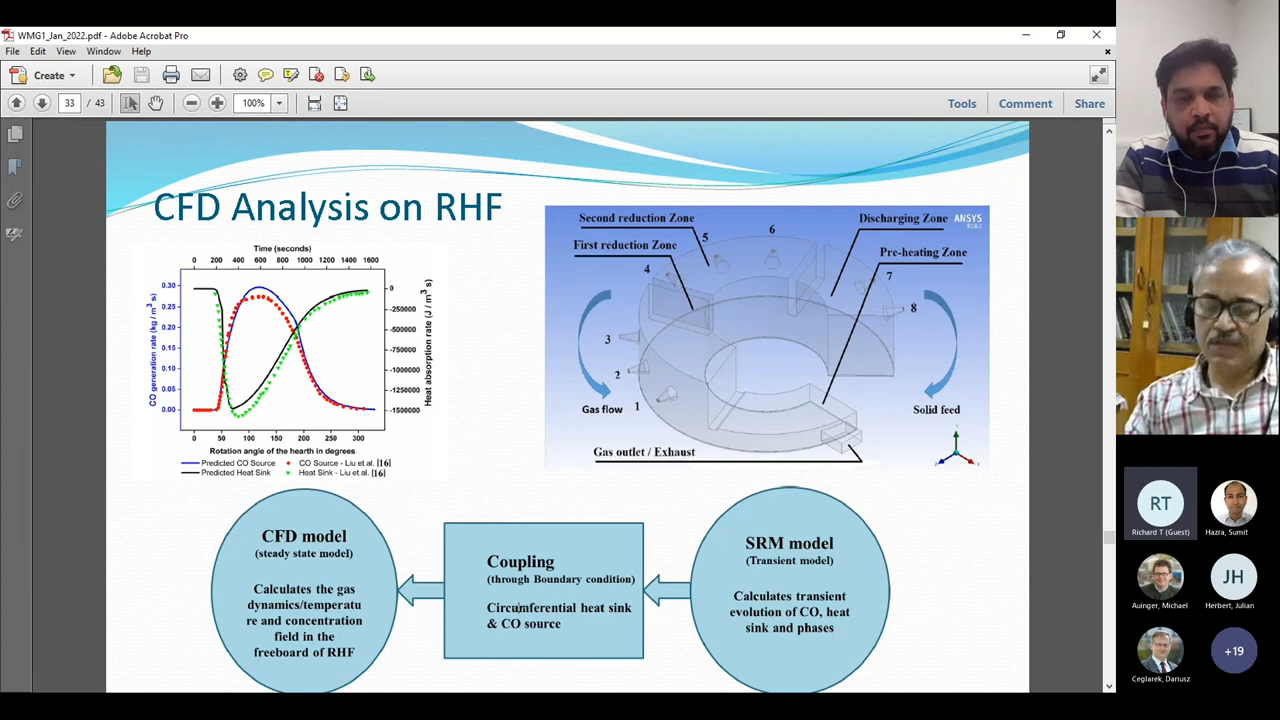 WMG1_Jan_2022.pdf - Adobe Acrobat Pro
File Edit View Window Help
Create
33 / 43
100%
Tools Comment Share
CFD Analysis on RHF
Time (seconds)
0 200 400 600 800 1000 1200 1400 1600
CO generation rate (kg / m³ s)
0.30
0.25
0.20
0.15
0.10
0.05
0.00
0
-250000
-500000
-750000
-1000000
-1250000
-1500000
Heat absorption rate (J / m³ s)
0 50 100 150 200 250 300
Rotation angle of the hearth in degrees
Predicted CO Source CO Source - Liu et al. [16]
Predicted Heat Sink Heat Sink - Liu et al. [16]
Second reduction Zone
First reduction Zone
Discharging Zone
Pre-heating Zone
ANSYS
R18.1
1
2
3
4
5
6
7
8
Gas flow
Solid feed
Gas outlet / Exhaust
CFD model
(steady state model)
Calculates the gas
dynamics/temperatu
re and concentration
field in the
freeboard of RHF
Coupling
(through Boundary condition)
Circumferential heat sink
& CO source
SRM model
(Transient model)
Calculates transient
evolution of CO, heat
sink and phases
RT
Richard T (Guest)
Hazra, Sumit
Auinger, Michael
JH
Herbert, Julian
Ceglarek, Dariusz
+19